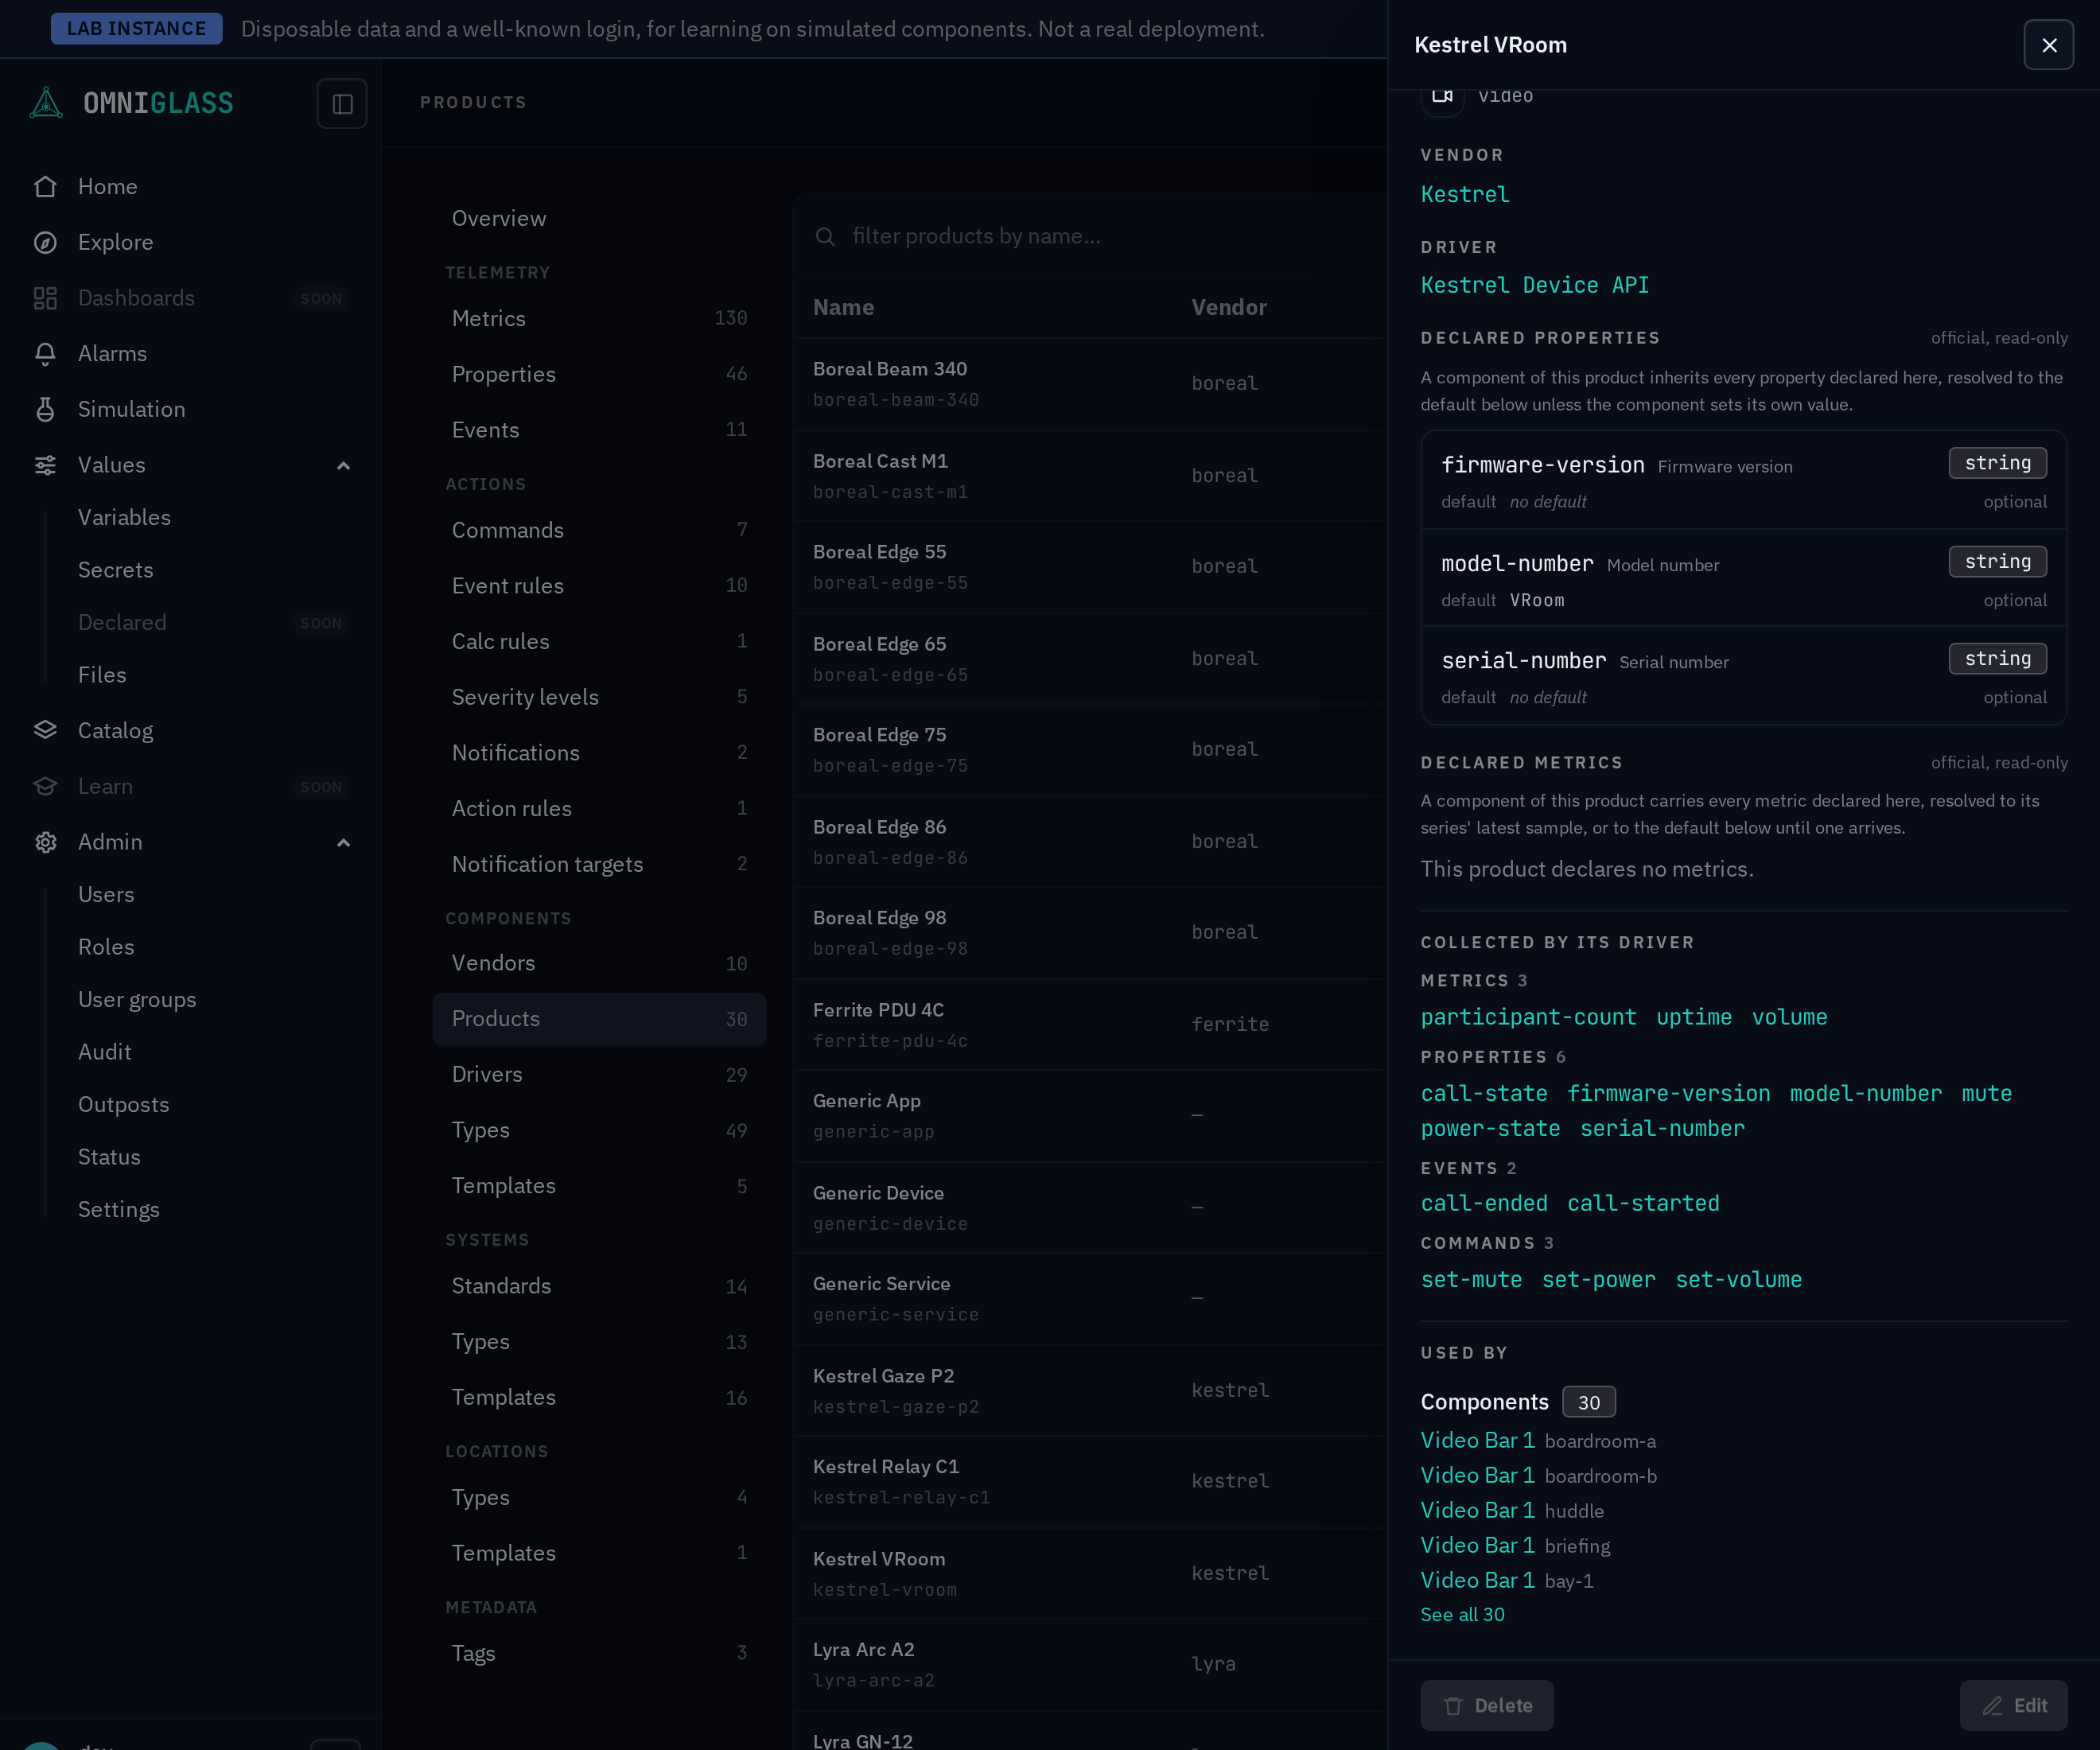 LAB INSTANCE Disposable data and a well-known login, for learning on simulated components. Not a real deployment.
OMNIGLASS
Home
Explore
Dashboards SOON
Alarms
Simulation
Values
Variables
Secrets
Declared SOON
Files
Catalog
Learn SOON
Admin
Users
Roles
User groups
Audit
Outposts
Status
Settings
PRODUCTS
Overview
TELEMETRY
Metrics 130
Properties 46
Events 11
ACTIONS
Commands 7
Event rules 10
Calc rules 1
Severity levels 5
Notifications 2
Action rules 1
Notification targets 2
COMPONENTS
Vendors 10
Products 30
Drivers 29
Types 49
Templates 5
SYSTEMS
Standards 14
Types 13
Templates 16
LOCATIONS
Types 4
Templates 1
METADATA
Tags 3
filter products by name...
Name Vendor
Boreal Beam 340
boreal-beam-340 boreal
Boreal Cast M1
boreal-cast-m1 boreal
Boreal Edge 55
boreal-edge-55 boreal
Boreal Edge 65
boreal-edge-65 boreal
Boreal Edge 75
boreal-edge-75 boreal
Boreal Edge 86
boreal-edge-86 boreal
Boreal Edge 98
boreal-edge-98 boreal
Ferrite PDU 4C
ferrite-pdu-4c ferrite
Generic App
generic-app —
Generic Device
generic-device —
Generic Service
generic-service —
Kestrel Gaze P2
kestrel-gaze-p2 kestrel
Kestrel Relay C1
kestrel-relay-c1 kestrel
Kestrel VRoom
kestrel-vroom kestrel
Lyra Arc A2
lyra-arc-a2 lyra
Lyra GN-12
Kestrel VRoom
Video
VENDOR
Kestrel
DRIVER
Kestrel Device API
DECLARED PROPERTIES official, read-only
A component of this product inherits every property declared here, resolved to the
default below unless the component sets its own value.
firmware-version Firmware version string
default no default optional
model-number Model number string
default VRoom optional
serial-number Serial number string
default no default optional
DECLARED METRICS official, read-only
A component of this product carries every metric declared here, resolved to its
series' latest sample, or to the default below until one arrives.
This product declares no metrics.
COLLECTED BY ITS DRIVER
METRICS 3
participant-count uptime volume
PROPERTIES 6
call-state firmware-version model-number mute
power-state serial-number
EVENTS 2
call-ended call-started
COMMANDS 3
set-mute set-power set-volume
USED BY
Components 30
Video Bar 1 boardroom-a
Video Bar 1 boardroom-b
Video Bar 1 huddle
Video Bar 1 briefing
Video Bar 1 bay-1
See all 30
Delete Edit